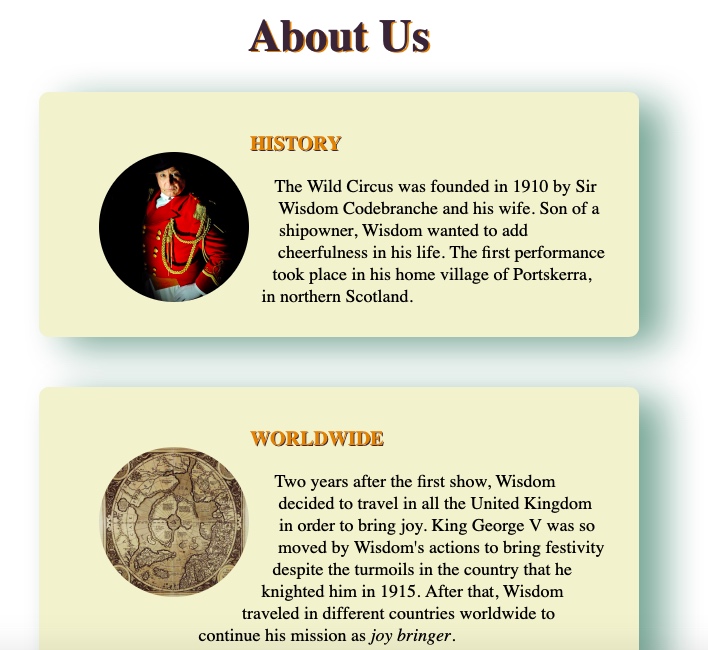 About Us
HISTORY
The Wild Circus was founded in 1910 by Sir
Wisdom Codebranche and his wife. Son of a
shipowner, Wisdom wanted to add
cheerfulness in his life. The first performance
took place in his home village of Portskerra,
in northern Scotland.
WORLDWIDE
Two years after the first show, Wisdom
decided to travel in all the United Kingdom
in order to bring joy. King George V was so
moved by Wisdom's actions to bring festivity
despite the turmoils in the country that he
knighted him in 1915. After that, Wisdom
traveled in different countries worldwide to
continue his mission as joy bringer.